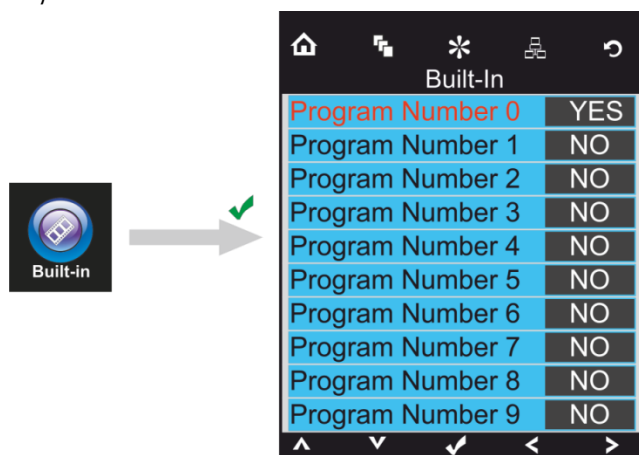 Built-In
Program Number 0 YES
Program Number 1 NO
Program Number 2 NO
Program Number 3 NO
Program Number 4 NO
Program Number 5 NO
Program Number 6 NO
Program Number 7 NO
Program Number 8 NO
Program Number 9 NO
Built-in